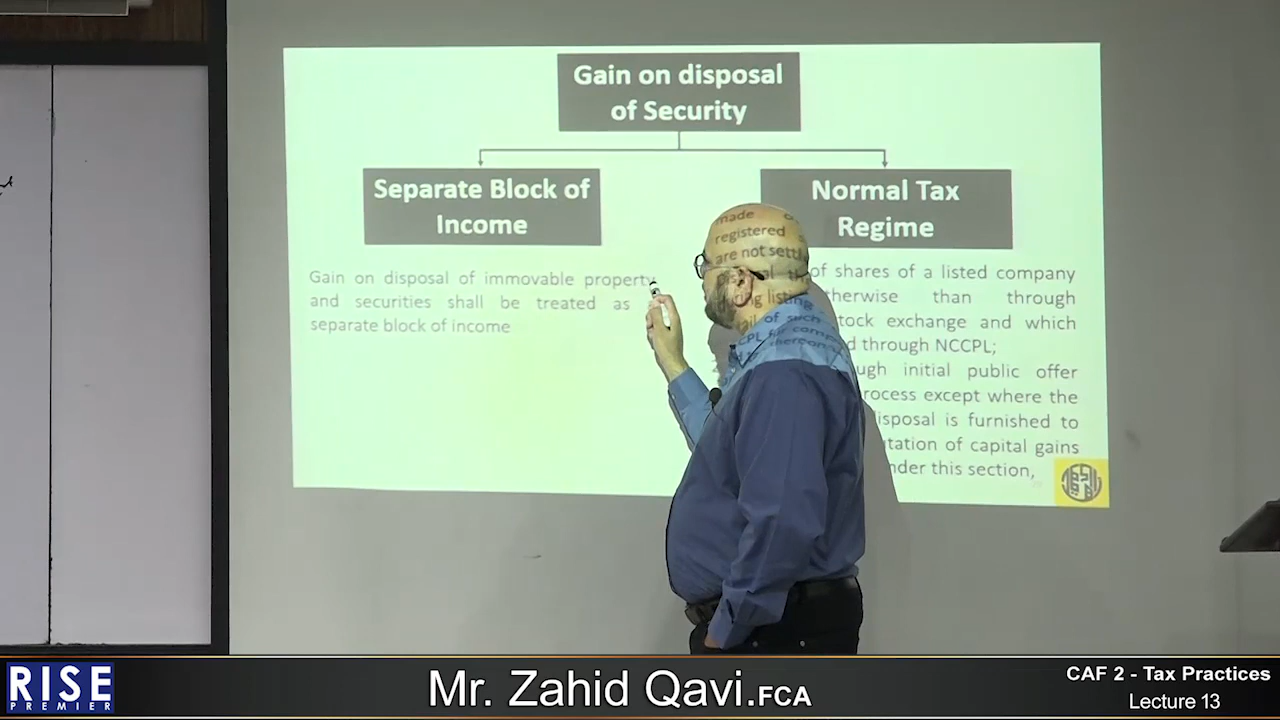 Gain on disposal
of Security
Separate Block of
Income
Normal Tax
Regime
Gain on disposal of immovable property
and securities shall be treated as
separate block of income
made
registered
are not settl
of shares of a listed company
otherwise than through
stock exchange and which
through NCCPL;
initial public offer
process except where the
disposal is furnished to
of capital gains
under this section,
RISE
PREMIER
Mr. Zahid Qavi.FCA
CAF 2 - Tax Practices
Lecture 13